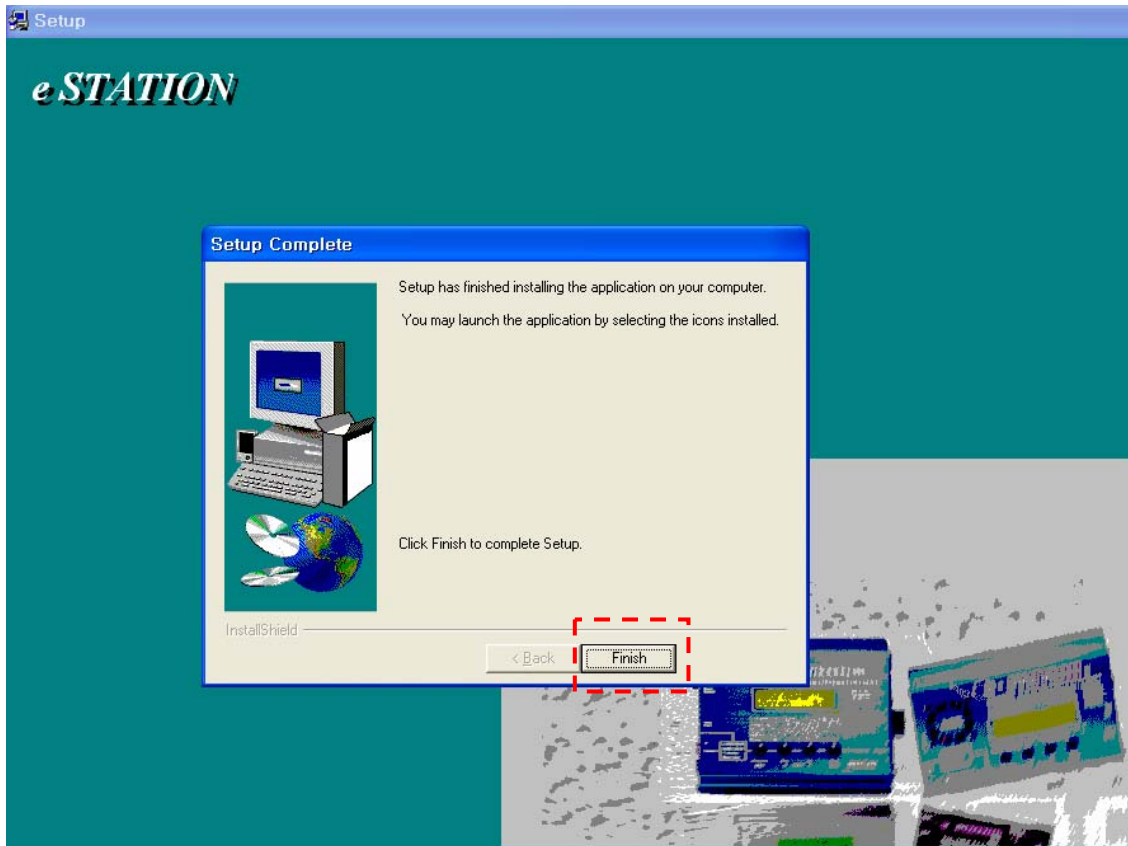 Setup
e STATION
Setup Complete
Setup has finished installing the application on your computer.
You may launch the application by selecting the icons installed.
Click Finish to complete Setup.
InstallShield
< Back
Finish